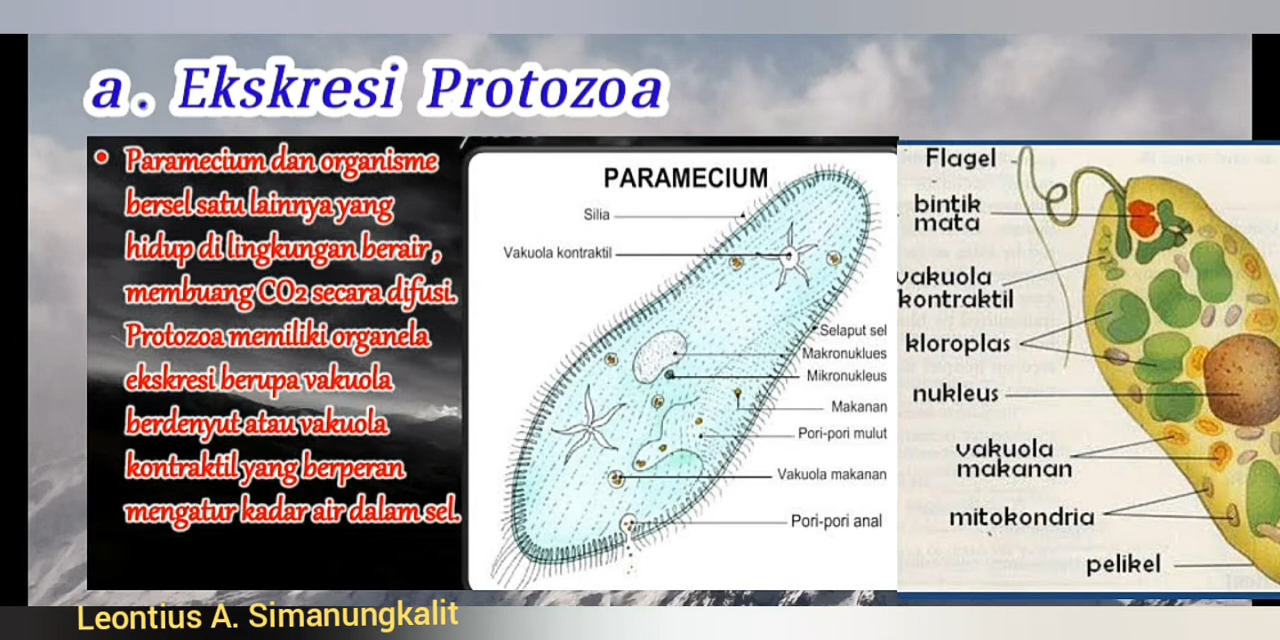 a. Ekskresi Protozoa
• Paramecium dan organisme
bersel satu lainnya yang
hidup di lingkungan berair ,
membuang CO2 secara difusi.
Protozoa memiliki organela
ekskresi berupa vakuola
berdenyut atau vakuola
kontraktil yang berperan
mengatur kadar air dalam sel.
PARAMECIUM
Silia
Vakuola kontraktil
Selaput sel
Makronuklues
Mikronukleus
Makanan
Pori-pori mulut
Vakuola makanan
Pori-pori anal
Flagel
bintik
mata
vakuola
kontraktil
kloroplas
nukleus
vakuola
makanan
mitokondria
pelikel
Leontius A. Simanungkalit